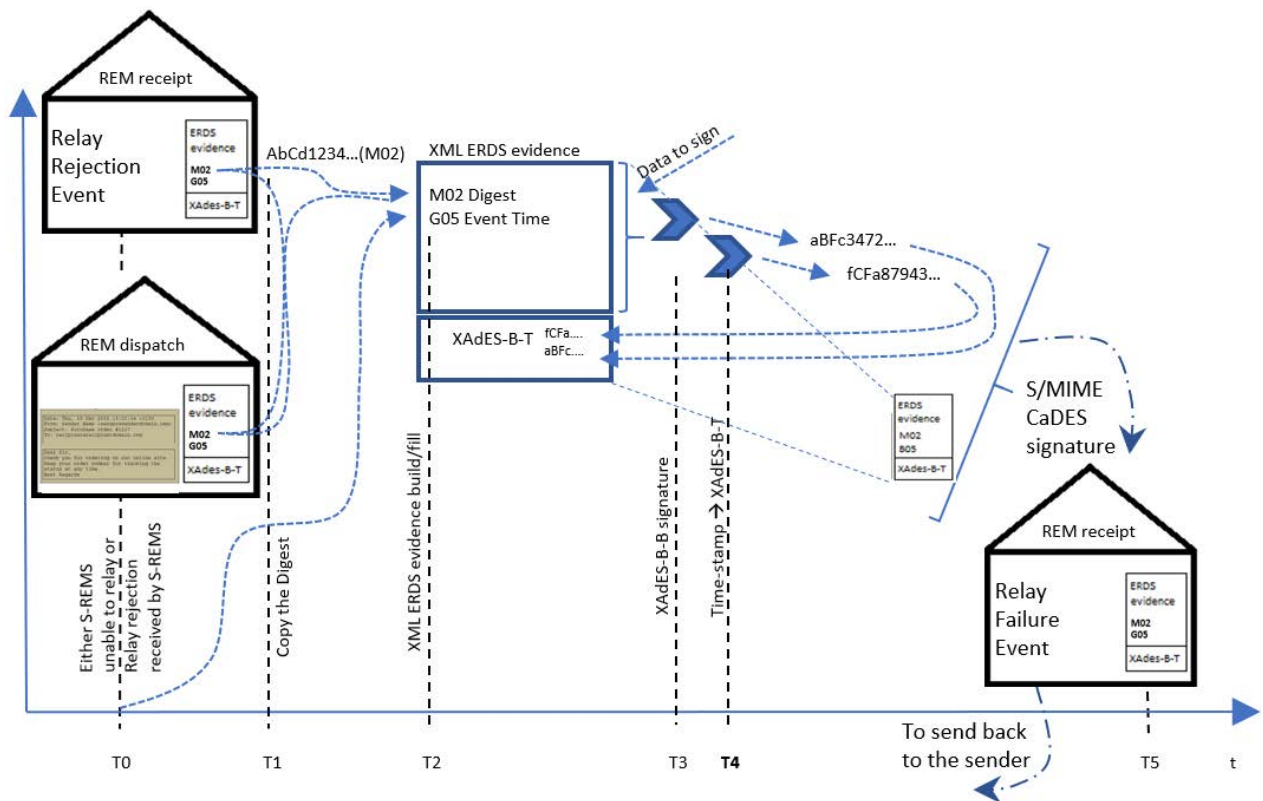 REM receipt
Relay
Rejection
Event
ERDS
evidence
M02
G05
XAdes-B-T
AbCd1234...(M02)
XML ERDS evidence
M02 Digest
G05 Event Time
Data to sign
aBFc3472...
fCFa87943...
XAdES-B-T
fCFa....
aBFc....
REM dispatch
ERDS
evidence
M02
G05
XAdes-B-T
ERDS
evidence
M02
B05
XAdes-B-T
S/MIME
CaDES
signature
REM receipt
Relay
Failure
Event
ERDS
evidence
M02
G05
XAdes-B-T
Either S-REMS
unable to relay or
Relay rejection
received by S-REMS
Copy the Digest
XML ERDS evidence build/fill
XAdES-B-B signature
Time-stamp → XAdES-B-T
To send back
to the sender
T0
T1
T2
T3
T4
T5
t